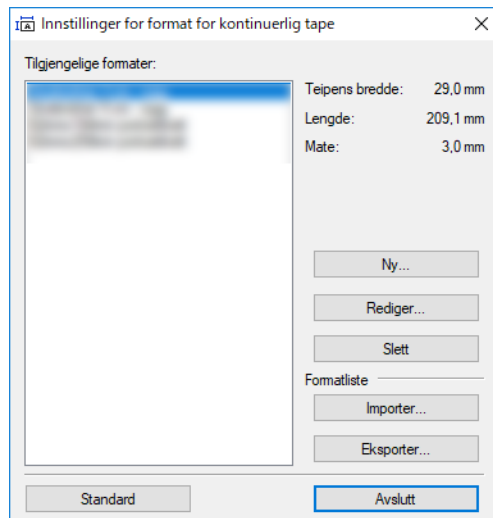 Innstillinger for format for kontinuerlig tape
Tilgjengelige formater:
Teipens bredde: 29,0 mm
Lengde: 209,1 mm
Mate: 3,0 mm
Ny...
Rediger...
Slett
Formatliste
Importer...
Eksporter...
Standard
Avslutt